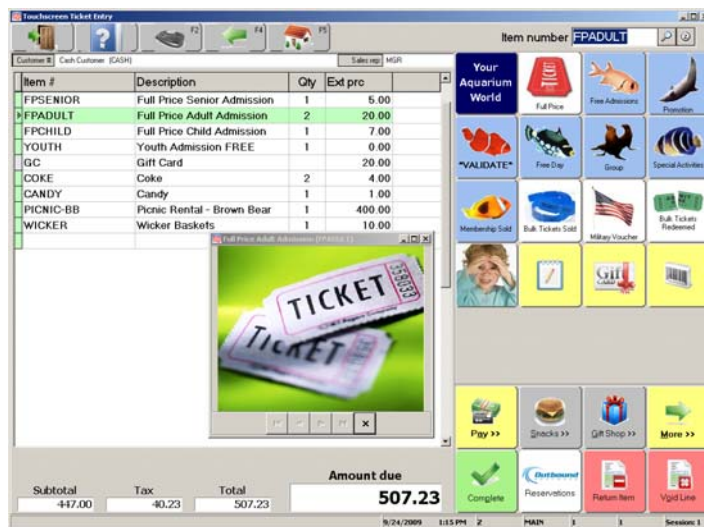 Touchscreen Ticket Entry
F2 F4 F5
Item number FPADULT
Customer # Cash Customer (CASH) Sales rep MGR
Item # Description Qty Ext prc
FPSENIOR Full Price Senior Admission 1 5.00
FPADULT Full Price Adult Admission 2 20.00
FPCHILD Full Price Child Admission 1 7.00
YOUTH Youth Admission FREE 1 0.00
GC Gift Card 20.00
COKE Coke 2 4.00
CANDY Candy 1 1.00
PICNIC-BB Picnic Rental - Brown Bear 1 400.00
WICKER Wicker Baskets 1 10.00
Full Price Adult Admission (FPADULT)
TICKET
358033
TICKET
Your
Aquarium
World
TICKET
Full Price
Free Admissions
Promotion
*VALIDATE*
Free Day
Group
Special Activities
Membership Sold
Bulk Tickets Sold
Military Voucher
Bulk Tickets
Redeemed
Gift
Pay >>
Snacks >>
Gift Shop >>
More >>
Complete
Outbound
Reservations
Return Item
Void Line
Subtotal Tax Total Amount due
447.00 40.23 507.23 507.23
9/24/2009 1:15 PM 2 MAIN 1 1 Session: 1